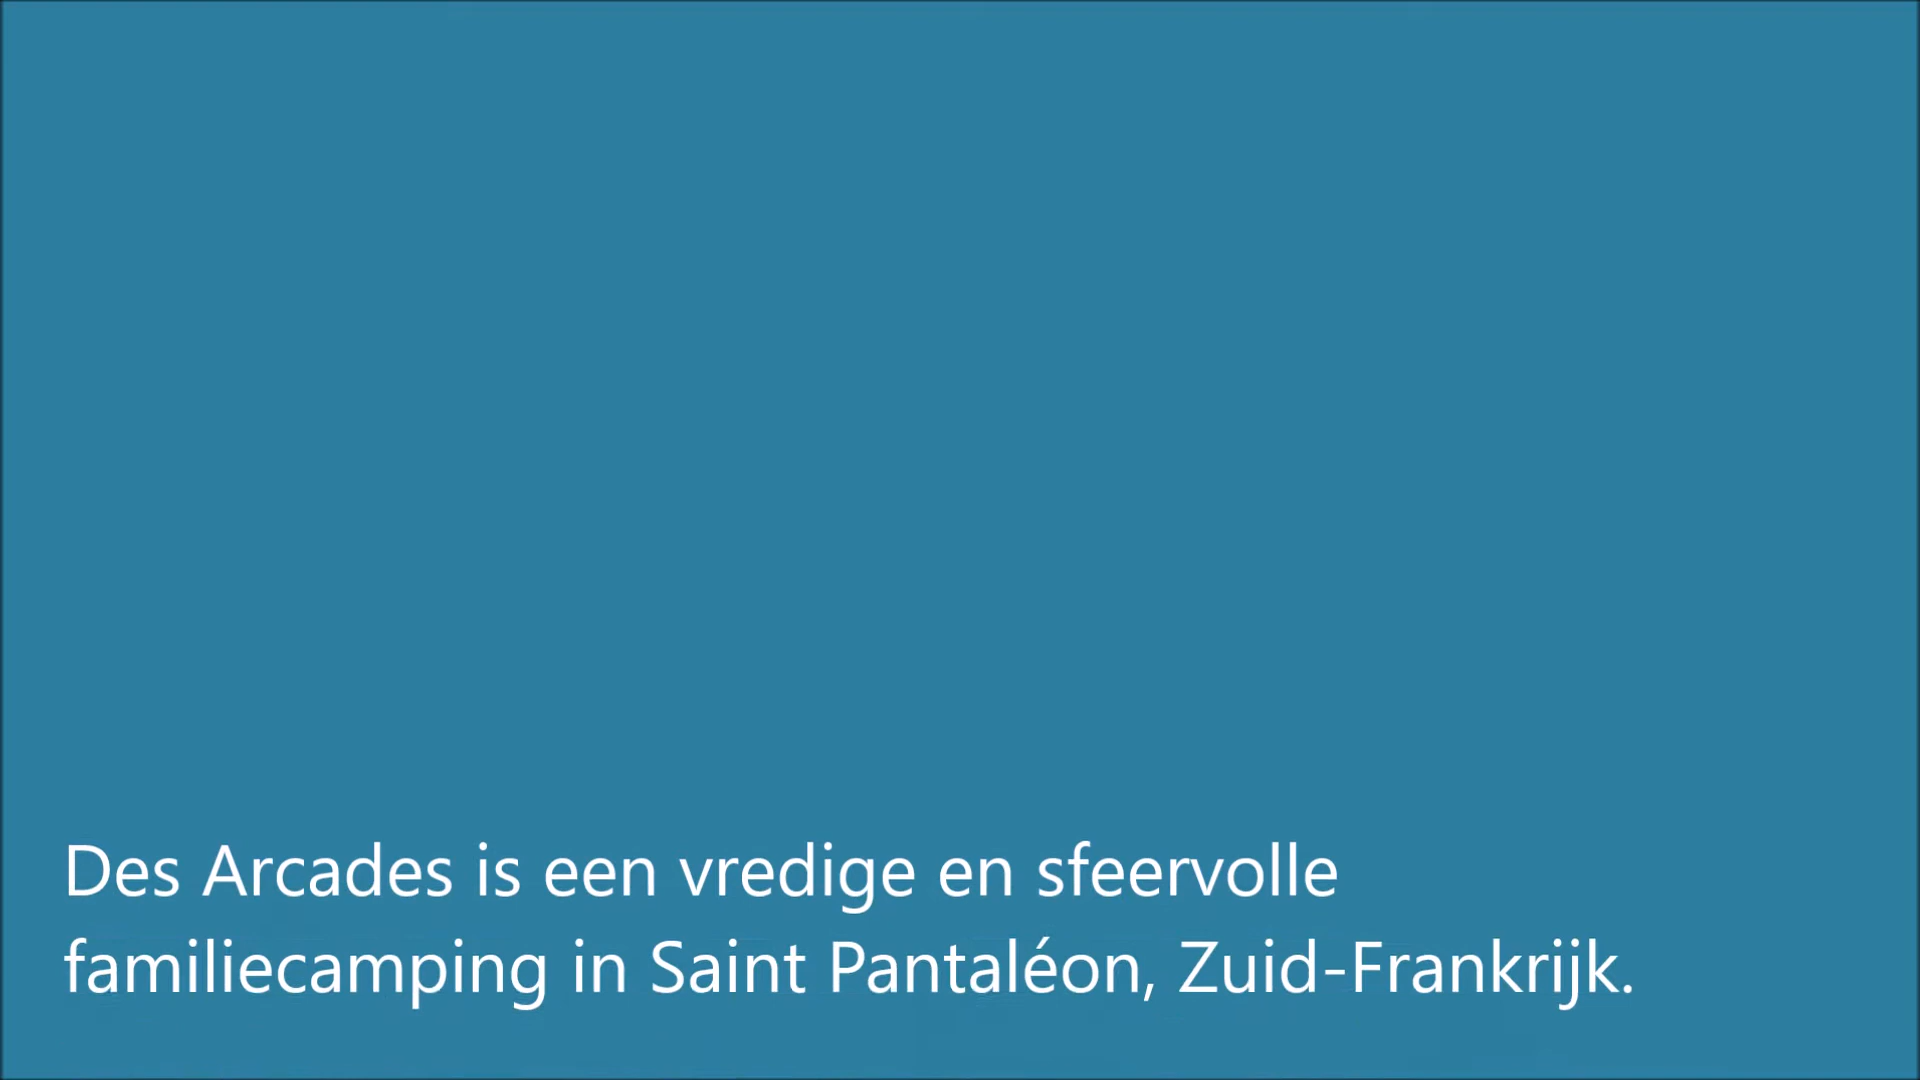 Des Arcades is een vredige en sfeervolle
familiecamping in Saint Pantaléon, Zuid-Frankrijk.